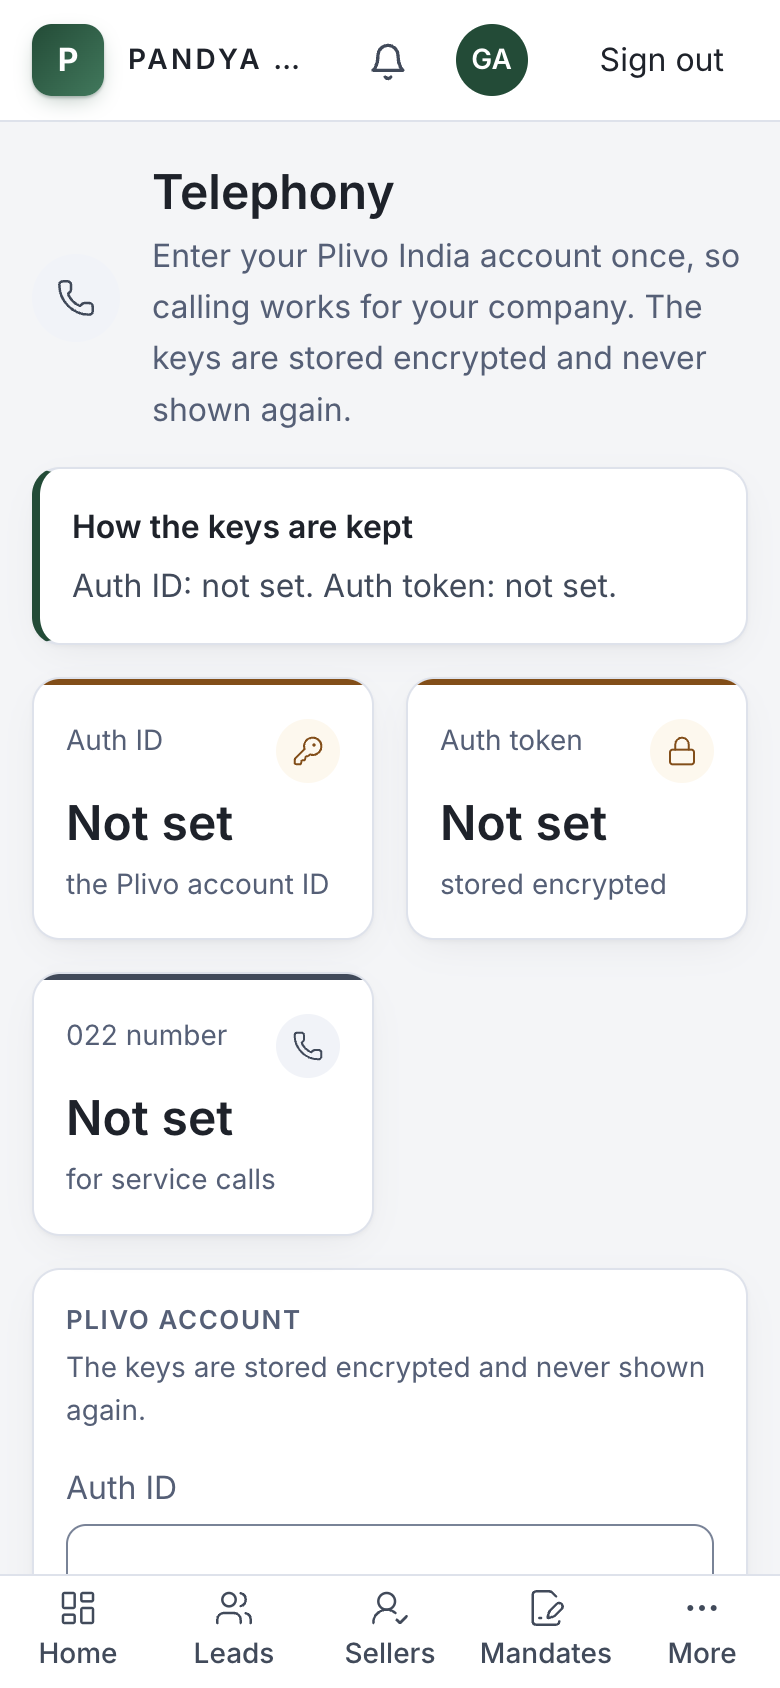 P PANDYA ... GA Sign out
Telephony
Enter your Plivo India account once, so
calling works for your company. The
keys are stored encrypted and never
shown again.
How the keys are kept
Auth ID: not set. Auth token: not set.
Auth ID
Not set
the Plivo account ID
Auth token
Not set
stored encrypted
022 number
Not set
for service calls
PLIVO ACCOUNT
The keys are stored encrypted and never shown
again.
Auth ID
Home Leads Sellers Mandates More